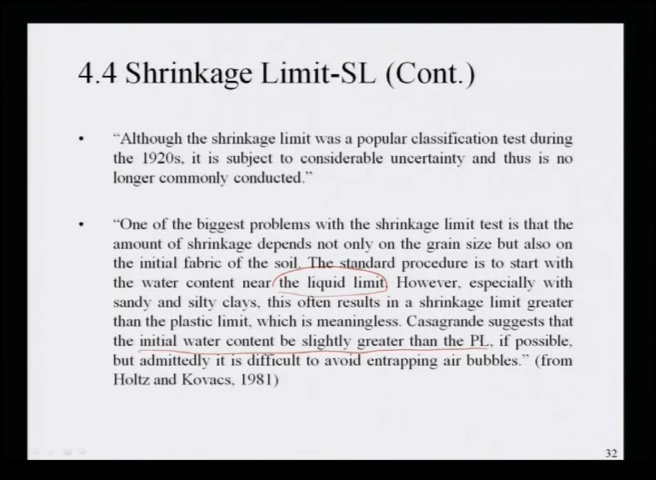 4.4 Shrinkage Limit-SL (Cont.)
• “Although the shrinkage limit was a popular classification test during
the 1920s, it is subject to considerable uncertainty and thus is no
longer commonly conducted.”
• “One of the biggest problems with the shrinkage limit test is that the
amount of shrinkage depends not only on the grain size but also on
the initial fabric of the soil. The standard procedure is to start with
the water content near the liquid limit. However, especially with
sandy and silty clays, this often results in a shrinkage limit greater
than the plastic limit, which is meaningless. Casagrande suggests that
the initial water content be slightly greater than the PL, if possible,
but admittedly it is difficult to avoid entrapping air bubbles.” (from
Holtz and Kovacs, 1981)
32